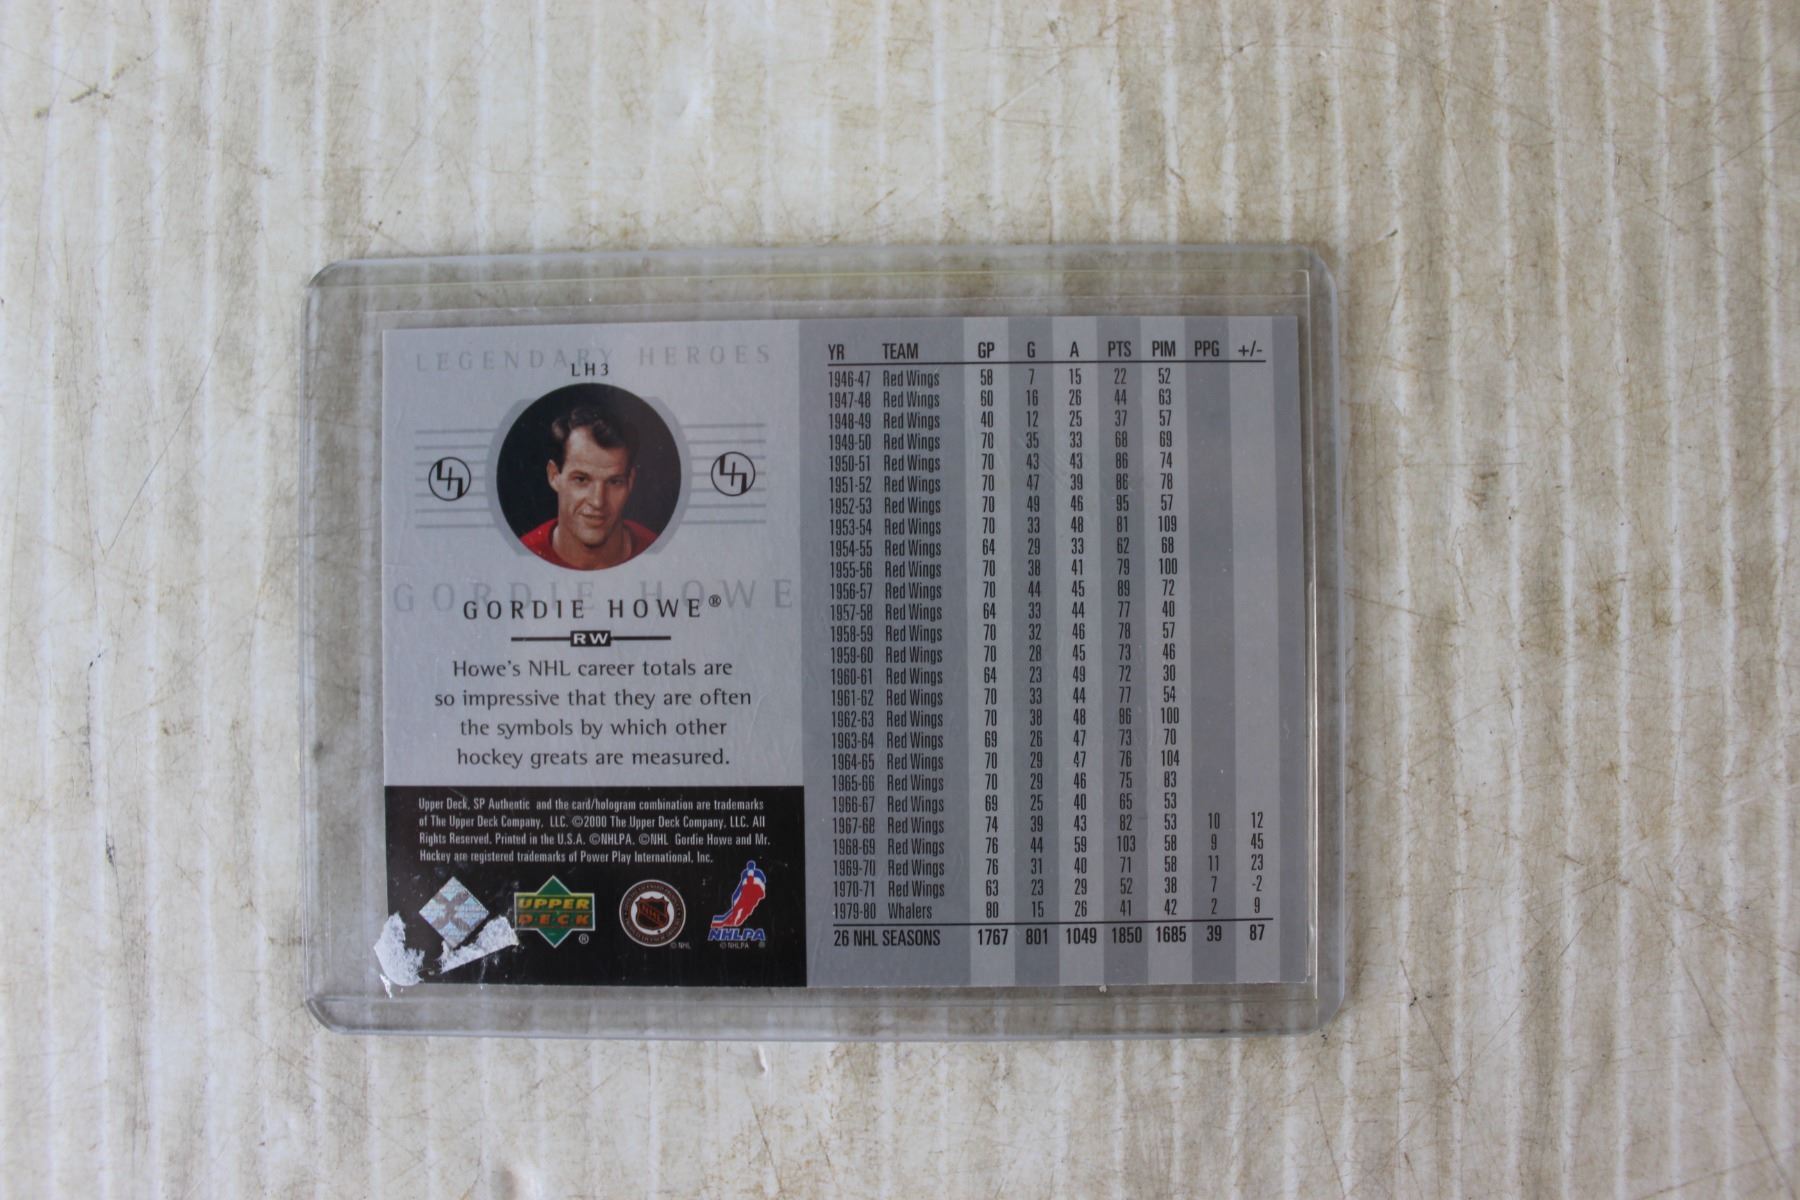 LEGENDARY HEROES
LH3
GORDIE HOWE
GORDIE HOWE®
RW
Howe's NHL career totals are
so impressive that they are often
the symbols by which other
hockey greats are measured.
Upper Deck, SP Authentic and the card/hologram combination are trademarks
of The Upper Deck Company, LLC. ©2000 The Upper Deck Company, LLC. All
Rights Reserved. Printed in the U.S.A. ©NHLPA. ©NHL Gordie Howe and Mr.
Hockey are registered trademarks of Power Play International, Inc.
UPPER
DECK
®
NHL
© NHL
NHLPA
© NHLPA ®
YR TEAM GP G A PTS PIM PPG +/-
1946-47 Red Wings 58 7 15 22 52
1947-48 Red Wings 60 16 26 44 63
1948-49 Red Wings 40 12 25 37 57
1949-50 Red Wings 70 35 33 68 69
1950-51 Red Wings 70 43 43 86 74
1951-52 Red Wings 70 47 39 86 78
1952-53 Red Wings 70 49 46 95 57
1953-54 Red Wings 70 33 48 81 109
1954-55 Red Wings 64 29 33 62 68
1955-56 Red Wings 70 38 41 79 100
1956-57 Red Wings 70 44 45 89 72
1957-58 Red Wings 64 33 44 77 40
1958-59 Red Wings 70 32 46 78 57
1959-60 Red Wings 70 28 45 73 46
1960-61 Red Wings 64 23 49 72 30
1961-62 Red Wings 70 33 44 77 54
1962-63 Red Wings 70 38 48 86 100
1963-64 Red Wings 69 26 47 73 70
1964-65 Red Wings 70 29 47 76 104
1965-66 Red Wings 70 29 46 75 83
1966-67 Red Wings 69 25 40 65 53
1967-68 Red Wings 74 39 43 82 53 10 12
1968-69 Red Wings 76 44 59 103 58 9 45
1969-70 Red Wings 76 31 40 71 58 11 23
1970-71 Red Wings 63 23 29 52 38 7 -2
1979-80 Whalers 80 15 26 41 42 2 9
26 NHL SEASONS 1767 801 1049 1850 1685 39 87